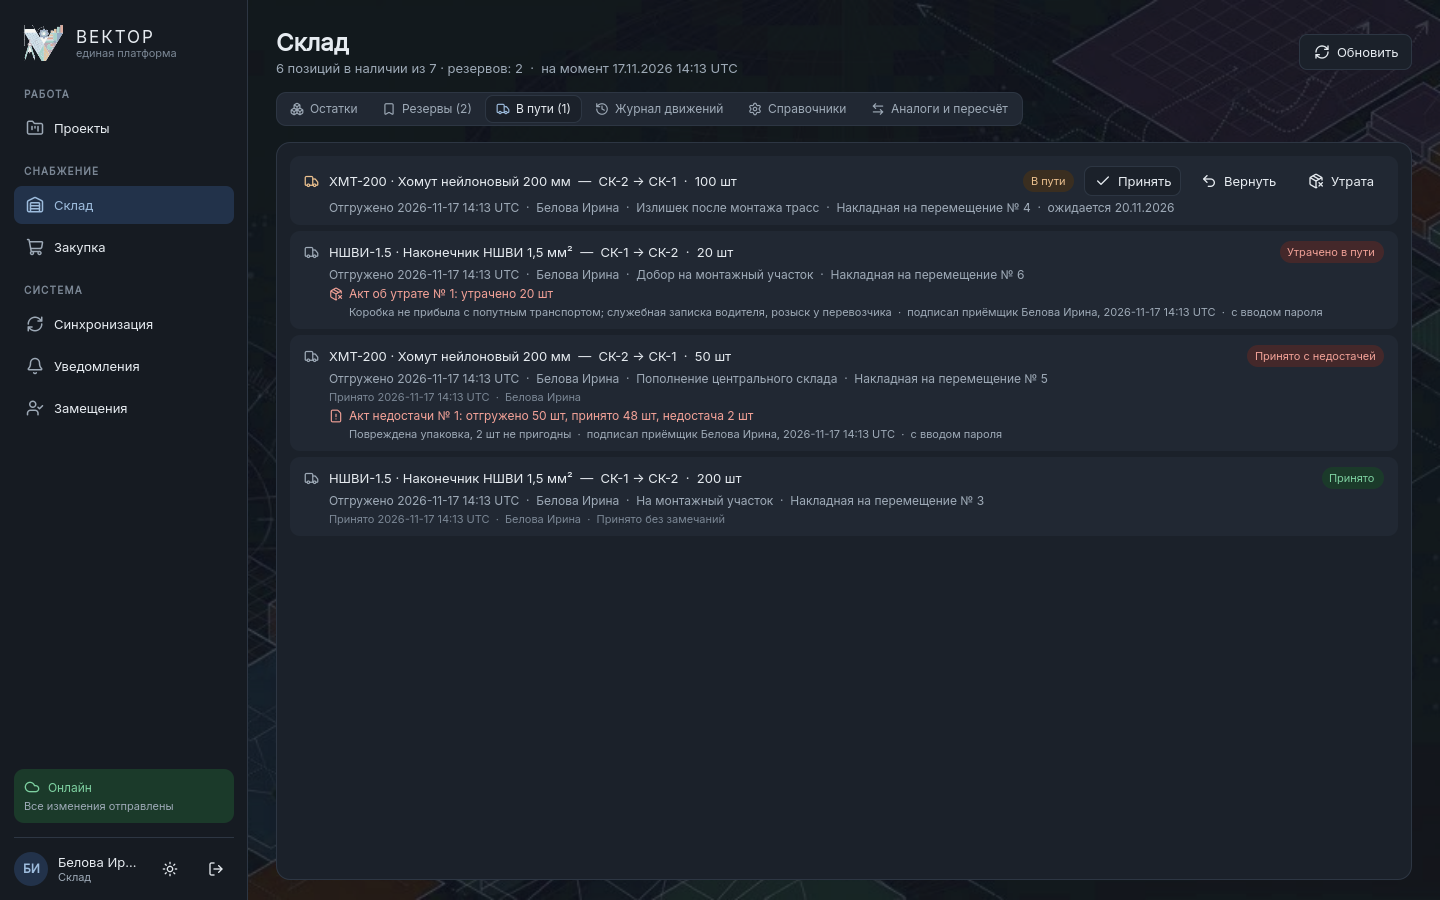 ВЕКТОР
единая платформа
РАБОТА
Проекты
СНАБЖЕНИЕ
Склад
Закупка
СИСТЕМА
Синхронизация
Уведомления
Замещения
Онлайн
Все изменения отправлены
БИ
Белова Ир...
Склад
Склад
6 позиций в наличии из 7 · резервов: 2 · на момент 17.11.2026 14:13 UTC
Обновить
Остатки
Резервы (2)
В пути (1)
Журнал движений
Справочники
Аналоги и пересчёт
ХМТ-200 · Хомут нейлоновый 200 мм — СК-2 → СК-1 · 100 шт
В пути
Принять
Вернуть
Утрата
Отгружено 2026-11-17 14:13 UTC · Белова Ирина · Излишек после монтажа трасс · Накладная на перемещение № 4 · ожидается 20.11.2026
НШВИ-1.5 · Наконечник НШВИ 1,5 мм² — СК-1 → СК-2 · 20 шт
Утрачено в пути
Отгружено 2026-11-17 14:13 UTC · Белова Ирина · Добор на монтажный участок · Накладная на перемещение № 6
Акт об утрате № 1: утрачено 20 шт
Коробка не прибыла с попутным транспортом; служебная записка водителя, розыск у перевозчика · подписал приёмщик Белова Ирина, 2026-11-17 14:13 UTC · с вводом пароля
ХМТ-200 · Хомут нейлоновый 200 мм — СК-2 → СК-1 · 50 шт
Принято с недостачей
Отгружено 2026-11-17 14:13 UTC · Белова Ирина · Пополнение центрального склада · Накладная на перемещение № 5
Принято 2026-11-17 14:13 UTC · Белова Ирина
Акт недостачи № 1: отгружено 50 шт, принято 48 шт, недостача 2 шт
Повреждена упаковка, 2 шт не пригодны · подписал приёмщик Белова Ирина, 2026-11-17 14:13 UTC · с вводом пароля
НШВИ-1.5 · Наконечник НШВИ 1,5 мм² — СК-1 → СК-2 · 200 шт
Принято
Отгружено 2026-11-17 14:13 UTC · Белова Ирина · На монтажный участок · Накладная на перемещение № 3
Принято 2026-11-17 14:13 UTC · Белова Ирина · Принято без замечаний